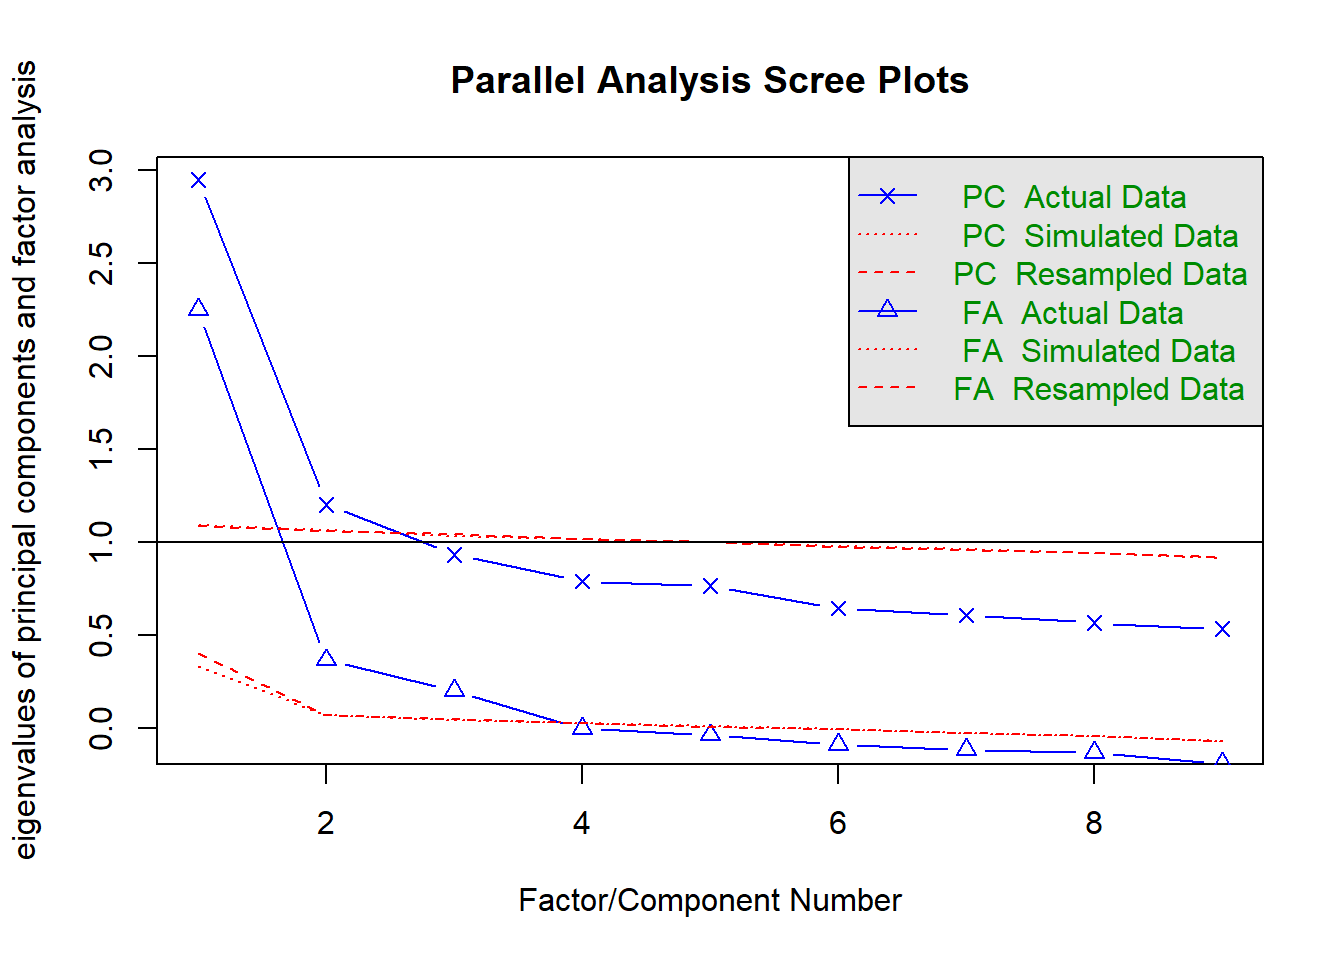 Parallel Analysis Scree Plots
eigenvalues of principal components and factor analysis
3.0
2.5
2.0
1.5
1.0
0.5
0.0
PC Actual Data
PC Simulated Data
PC Resampled Data
FA Actual Data
FA Simulated Data
FA Resampled Data
2 4 6 8
Factor/Component Number